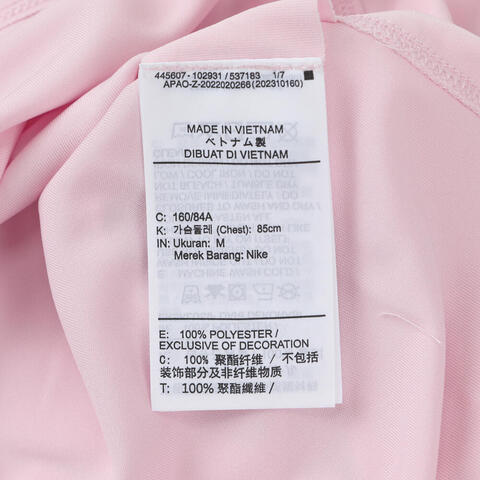 445607-102931 / 537183 1/7
APAO-Z-2022020266 (202310160)
MADE IN VIETNAM
ベトナム製
DIBUAT DI VIETNAM
C: 160/84A
K: 가슴둘레 (Chest): 85cm
IN: Ukuran: M
Merek Barang: Nike
E: 100% POLYESTER /
EXCLUSIVE OF DECORATION
C: 100% 聚酯纤维 / 不包括
装饰部分及非纤维物质
T: 100% 聚酯纖維 /